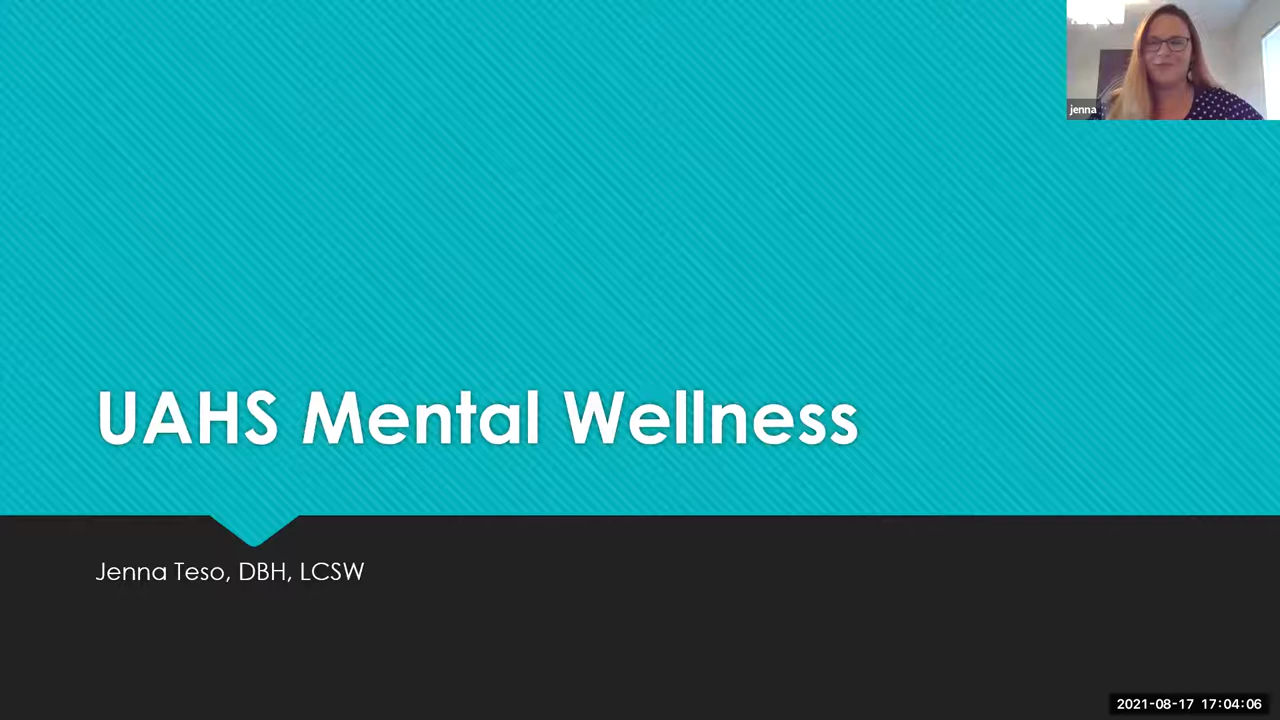 jenna
UAHS Mental Wellness
Jenna Teso, DBH, LCSW
2021-08-17 17:04:06